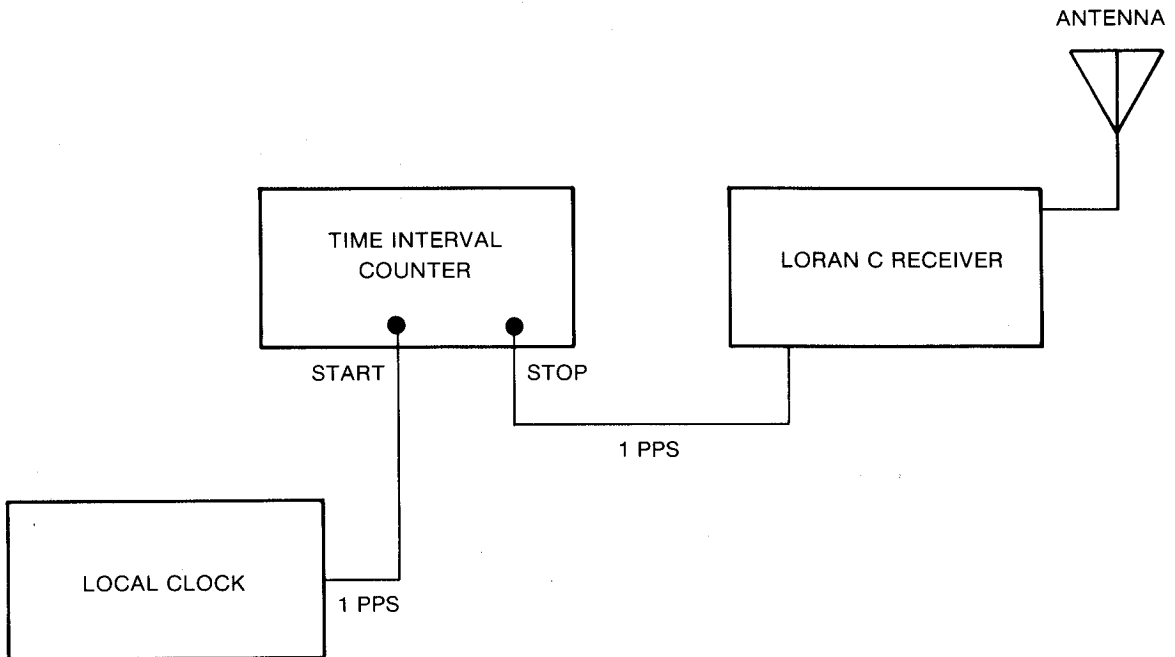 ANTENNA
TIME INTERVAL
COUNTER
LORAN C RECEIVER
START
STOP
1 PPS
LOCAL CLOCK
1 PPS